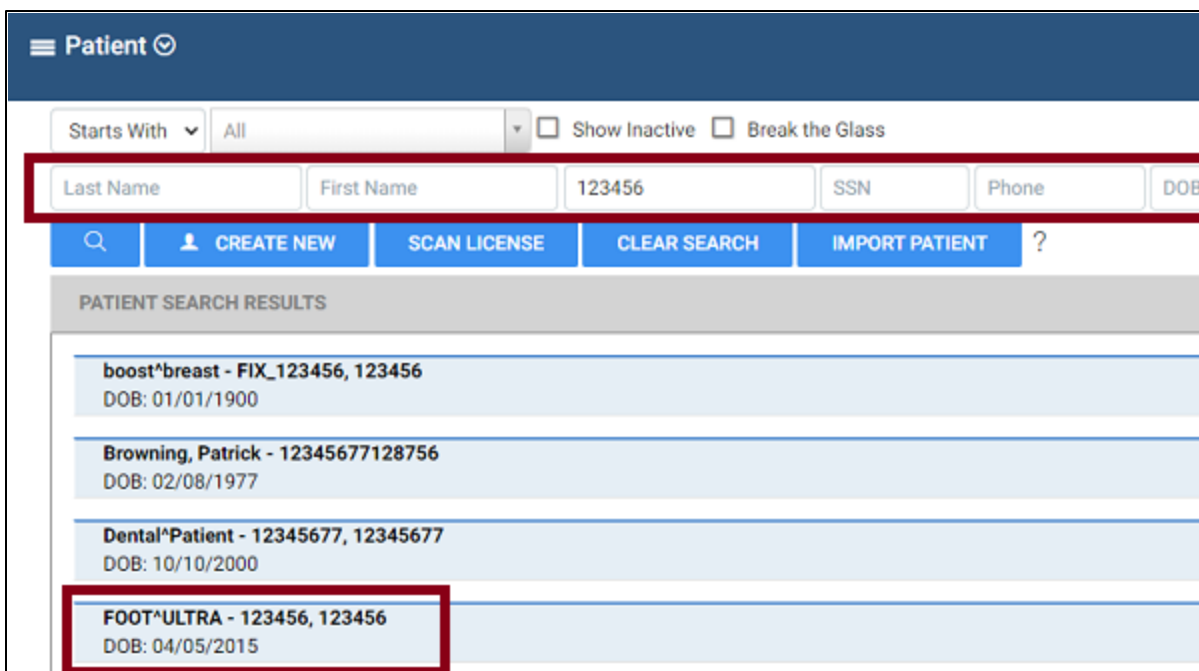 Patient
Starts With All Show Inactive Break the Glass
Last Name First Name 123456 SSN Phone DOB
CREATE NEW SCAN LICENSE CLEAR SEARCH IMPORT PATIENT ?
PATIENT SEARCH RESULTS
boost^breast - FIX_123456, 123456
DOB: 01/01/1900
Browning, Patrick - 12345677128756
DOB: 02/08/1977
Dental^Patient - 12345677, 12345677
DOB: 10/10/2000
FOOT^ULTRA - 123456, 123456
DOB: 04/05/2015